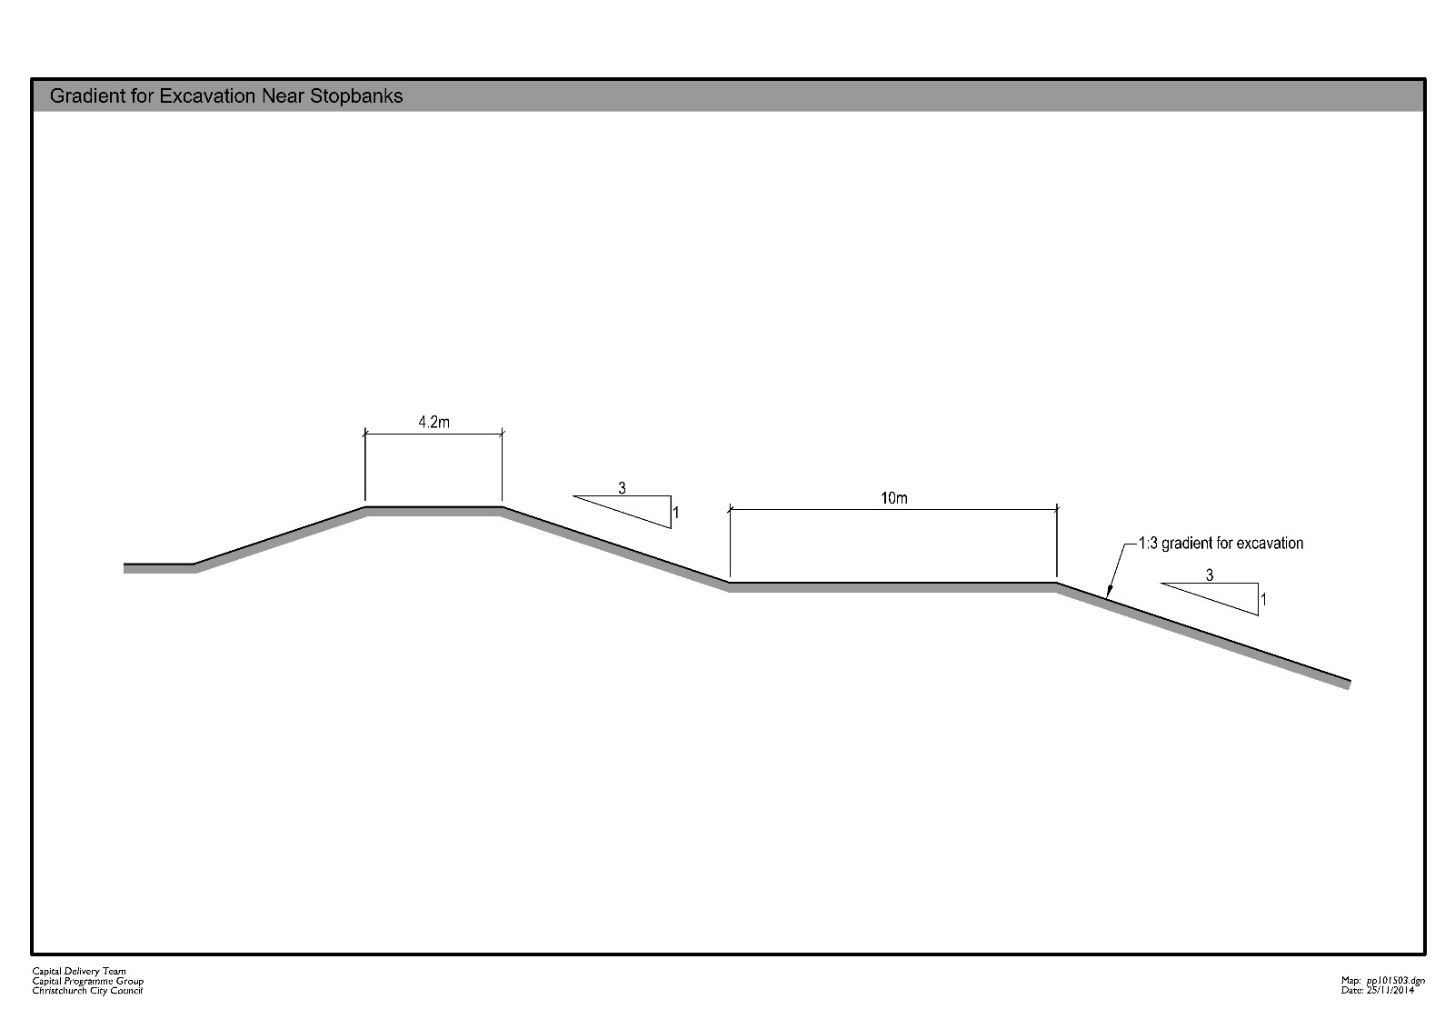 Gradient for Excavation Near Stopbanks
4.2m
3
1
10m
1:3 gradient for excavation
3
1
Capital Delivery Team
Capital Programme Group
Christchurch City Council
Map: pp101503.dgn
Date: 25/11/2014